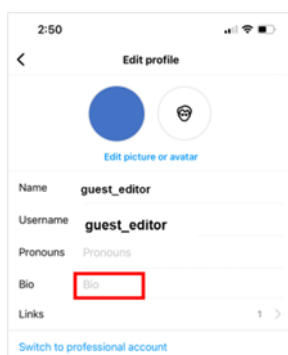 2:50
Edit profile
Edit picture or avatar
Name guest_editor
Username guest_editor
Pronouns Pronouns
Bio Bio
Links 1
Switch to professional account